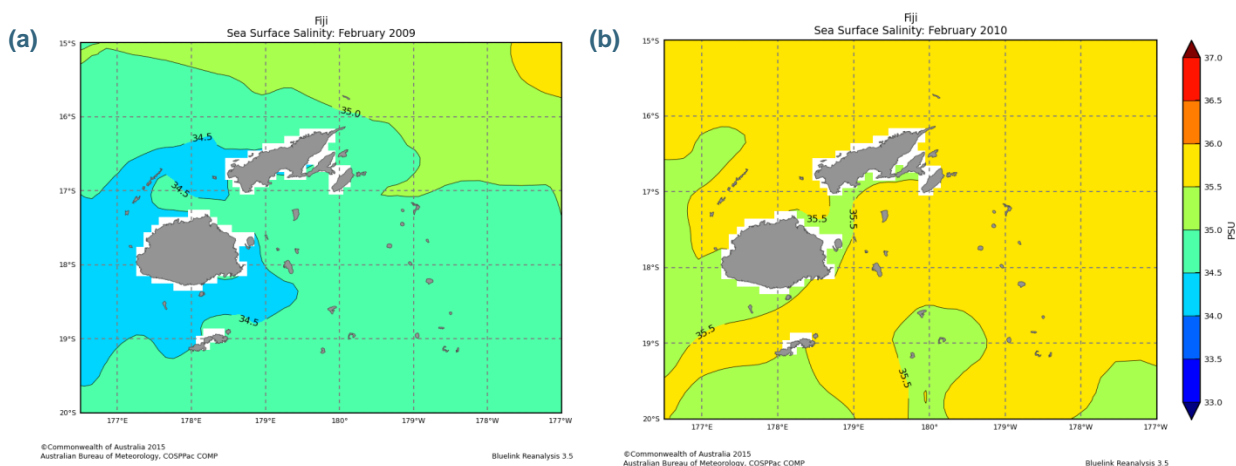 (a)
Fiji
Sea Surface Salinity: February 2009
15°S
16°S
17°S
18°S
19°S
20°S
177°E
178°E
179°E
180°
179°W
178°W
177°W
35.0
34.5
34.5
34.5
©Commonwealth of Australia 2015
Australian Bureau of Meteorology, COSPPac COMP
Bluelink Reanalysis 3.5
(b)
Fiji
Sea Surface Salinity: February 2010
15°S
16°S
17°S
18°S
19°S
20°S
177°E
178°E
179°E
180°
179°W
178°W
177°W
35.5
35.5
35.5
35.5
©Commonwealth of Australia 2015
Australian Bureau of Meteorology, COSPPac COMP
Bluelink Reanalysis 3.5
37.0
36.5
36.0
35.5
35.0
34.5
34.0
33.5
33.0
PSU